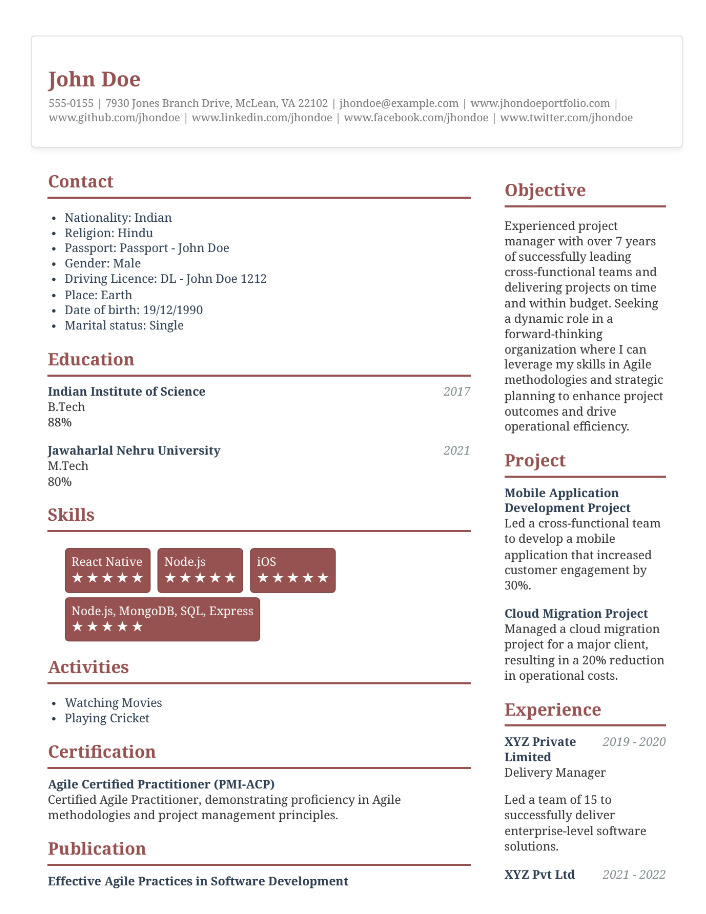 John Doe
555-0155 | 7930 Jones Branch Drive, McLean, VA 22102 | jhondoe@example.com | www.jhondoeportfolio.com |
www.github.com/jhondoe | www.linkedin.com/jhondoe | www.facebook.com/jhondoe | www.twitter.com/jhondoe
Contact
• Nationality: Indian
• Religion: Hindu
• Passport: Passport - John Doe
• Gender: Male
• Driving Licence: DL - John Doe 1212
• Place: Earth
• Date of birth: 19/12/1990
• Marital status: Single
Education
Indian Institute of Science 2017
B.Tech
88%
Jawaharlal Nehru University 2021
M.Tech
80%
Skills
React Native Node.js iOS
★★★★★ ★★★★★ ★★★★★
Node.js, MongoDB, SQL, Express
★★★★★
Activities
• Watching Movies
• Playing Cricket
Certification
Agile Certified Practitioner (PMI-ACP)
Certified Agile Practitioner, demonstrating proficiency in Agile
methodologies and project management principles.
Publication
Effective Agile Practices in Software Development
Objective
Experienced project
manager with over 7 years
of successfully leading
cross-functional teams and
delivering projects on time
and within budget. Seeking
a dynamic role in a
forward-thinking
organization where I can
leverage my skills in Agile
methodologies and strategic
planning to enhance project
outcomes and drive
operational efficiency.
Project
Mobile Application
Development Project
Led a cross-functional team
to develop a mobile
application that increased
customer engagement by
30%.
Cloud Migration Project
Managed a cloud migration
project for a major client,
resulting in a 20% reduction
in operational costs.
Experience
XYZ Private 2019 - 2020
Limited
Delivery Manager
Led a team of 15 to
successfully deliver
enterprise-level software
solutions.
XYZ Pvt Ltd 2021 - 2022